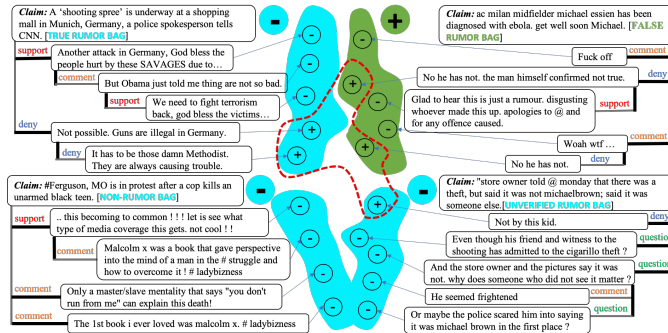 Claim: A ‘shooting spree’ is underway at a shopping
mall in Munich, Germany, a police spokesperson tells
CNN. [TRUE RUMOR BAG]
support
Another attack in Germany, God bless the
people hurt by these SAVAGES due to…
comment
But Obama just told me thing are not so bad.
support
We need to fight terrorism
back, god bless the victims…
deny
Not possible. Guns are illegal in Germany.
deny
It has to be those damn Methodist.
They are always causing trouble.
-
-
-
-
+
+
+
-
+
-
-
+
Claim: ac milan midfielder michael essien has been
diagnosed with ebola. get well soon Michael. [FALSE
RUMOR BAG]
comment
Fuck off
No he has not. the man himself confirmed not true.
deny
Glad to hear this is just a rumour. disgusting
whoever made this up. apologies to @ and
for any offence caused.
support
comment
Woah wtf …
No he has not.
deny
Claim: #Ferguson, MO is in protest after a cop kills an
unarmed black teen. [NON-RUMOR BAG]
support
.. this becoming to common ! ! ! let is see what
type of media coverage this gets. not cool ! !
comment
Malcolm x was a book that gave perspective
into the mind of a man in the # struggle and
how to overcome it ! # ladybizness
comment
Only a master/slave mentality that says "you don't
run from me" can explain this death!
comment
The 1st book i ever loved was malcolm x. # ladybizness
-
-
-
-
-
-
+
-
-
-
-
Claim: "store owner told @ monday that there was a
theft, but said it was not michaelbrown; said it was
someone else.[UNVERIFIED RUMOR BAG]
Not by this kid.
deny
question
Even though his friend and witness to the
shooting has admitted to the cigarillo theft ?
question
And the store owner and the pictures say it was
not. why does someone who did not see it matter ?
comment
He seemed frightened
question
Or maybe the police scared him into saying
it was michael brown in the first place ?